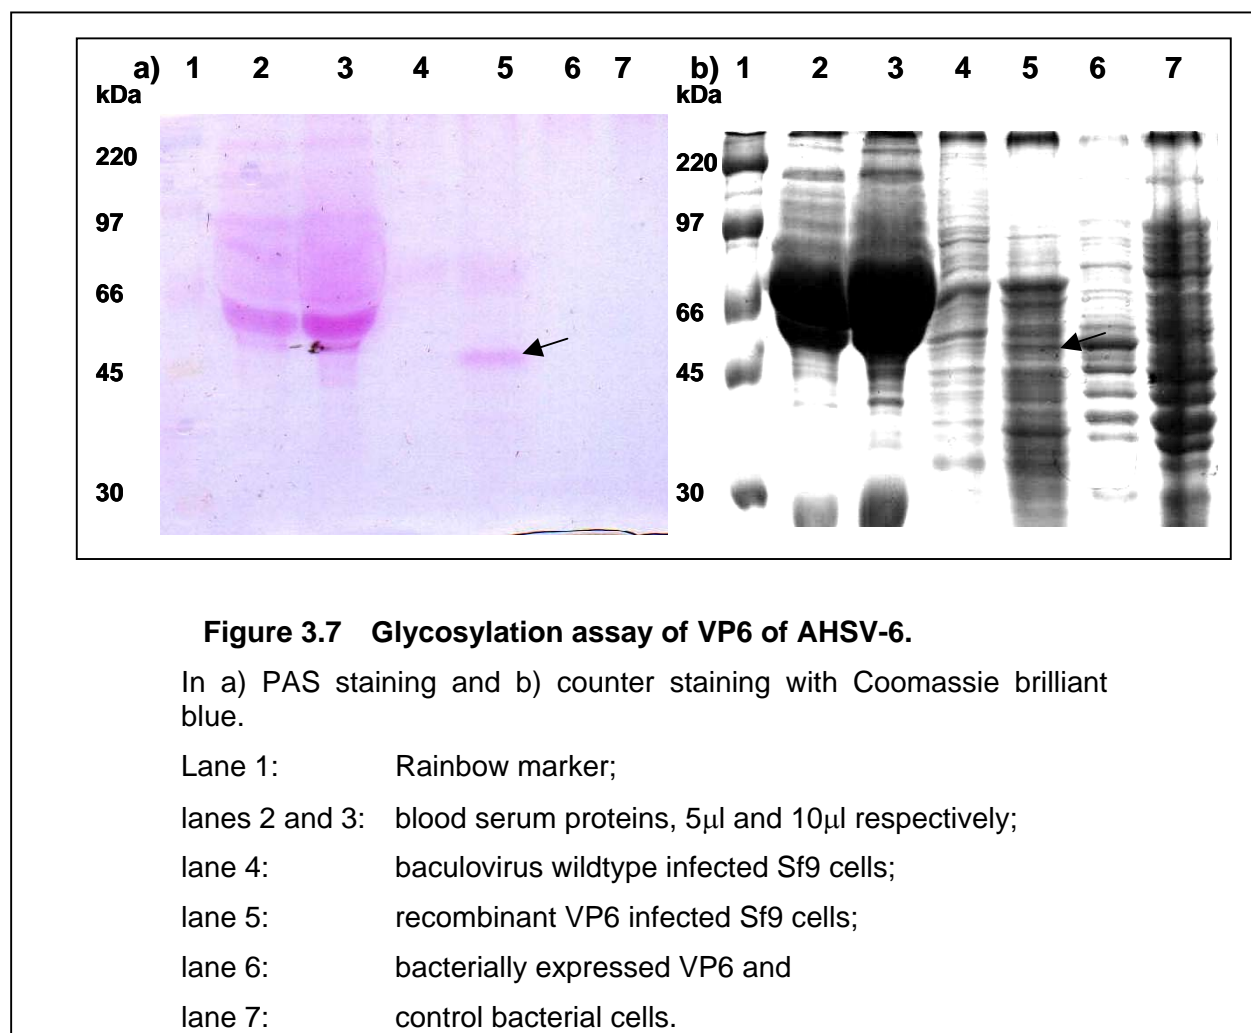 a) 1 2 3 4 5 6 7 b) 1 2 3 4 5 6 7
kDa kDa
220 220
97 97
66 66
45 45
30 30
Figure 3.7 Glycosylation assay of VP6 of AHSV-6.
In a) PAS staining and b) counter staining with Coomassie brilliant
blue.
Lane 1: Rainbow marker;
lanes 2 and 3: blood serum proteins, 5μl and 10μl respectively;
lane 4: baculovirus wildtype infected Sf9 cells;
lane 5: recombinant VP6 infected Sf9 cells;
lane 6: bacterially expressed VP6 and
lane 7: control bacterial cells.